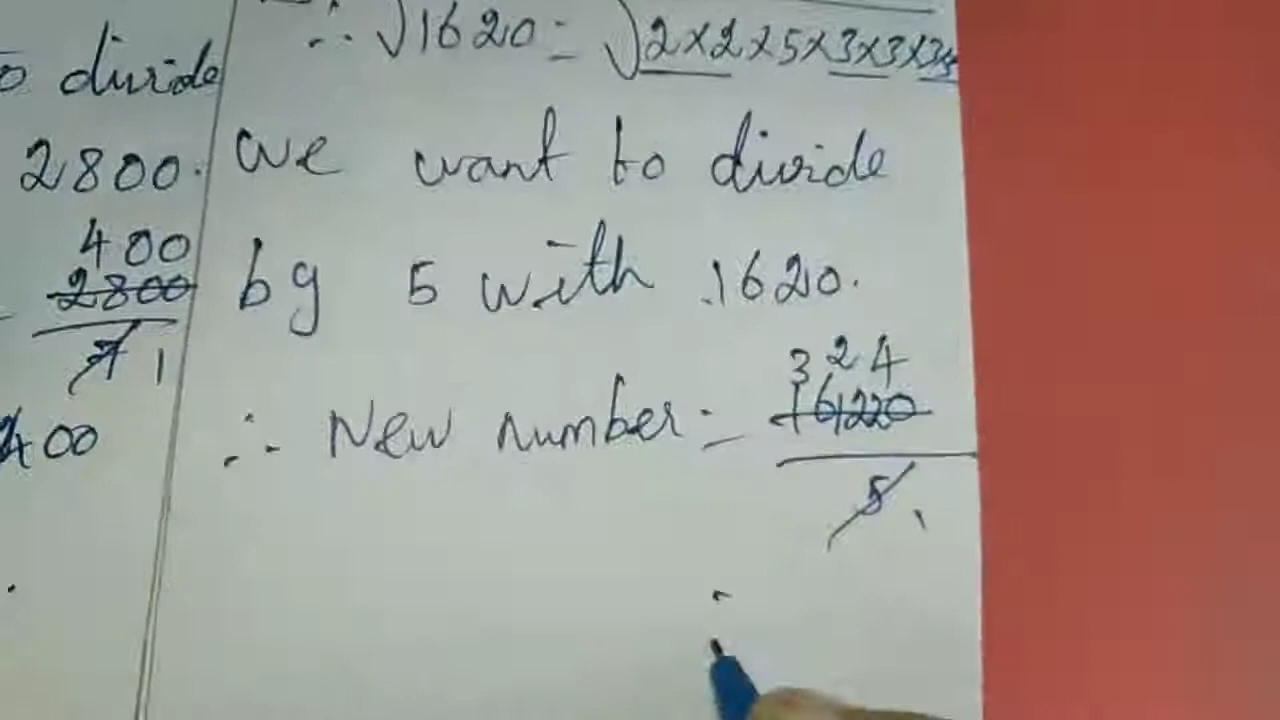 divide
2800.
400
2800
7 1
400
∴ √1620 = √2×2×5×3×3×3×
we want to divide
by 5 with 1620.
∴ New number =
324
1620
5 1